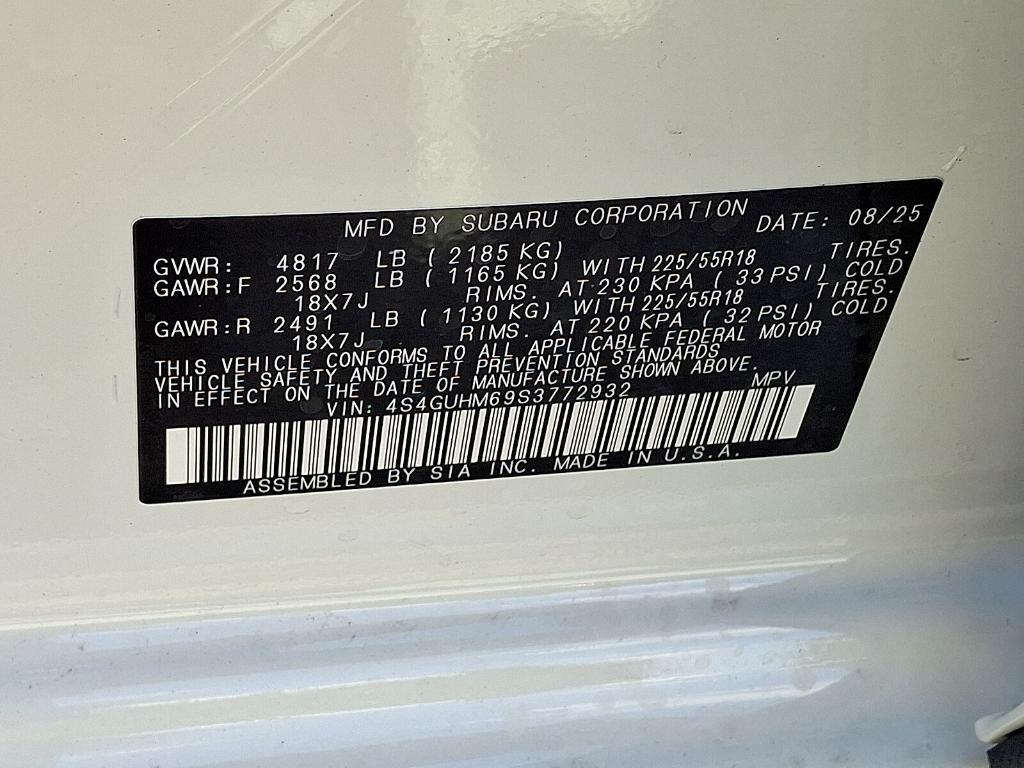 MFD BY SUBARU CORPORATION DATE: 08/25
GVWR: 4817 LB ( 2185 KG)
GAWR:F 2568 LB ( 1165 KG) WITH 225/55R18 TIRES.
18X7J RIMS. AT 230 KPA ( 33 PSI) COLD
GAWR:R 2491 LB ( 1130 KG) WITH 225/55R18 TIRES.
18X7J RIMS. AT 220 KPA ( 32 PSI) COLD
THIS VEHICLE CONFORMS TO ALL APPLICABLE FEDERAL MOTOR
VEHICLE SAFETY AND THEFT PREVENTION STANDARDS
IN EFFECT ON THE DATE OF MANUFACTURE SHOWN ABOVE.
VIN: 4S4GUHM69S3772932 MPV
ASSEMBLED BY SIA INC. MADE IN U.S.A.